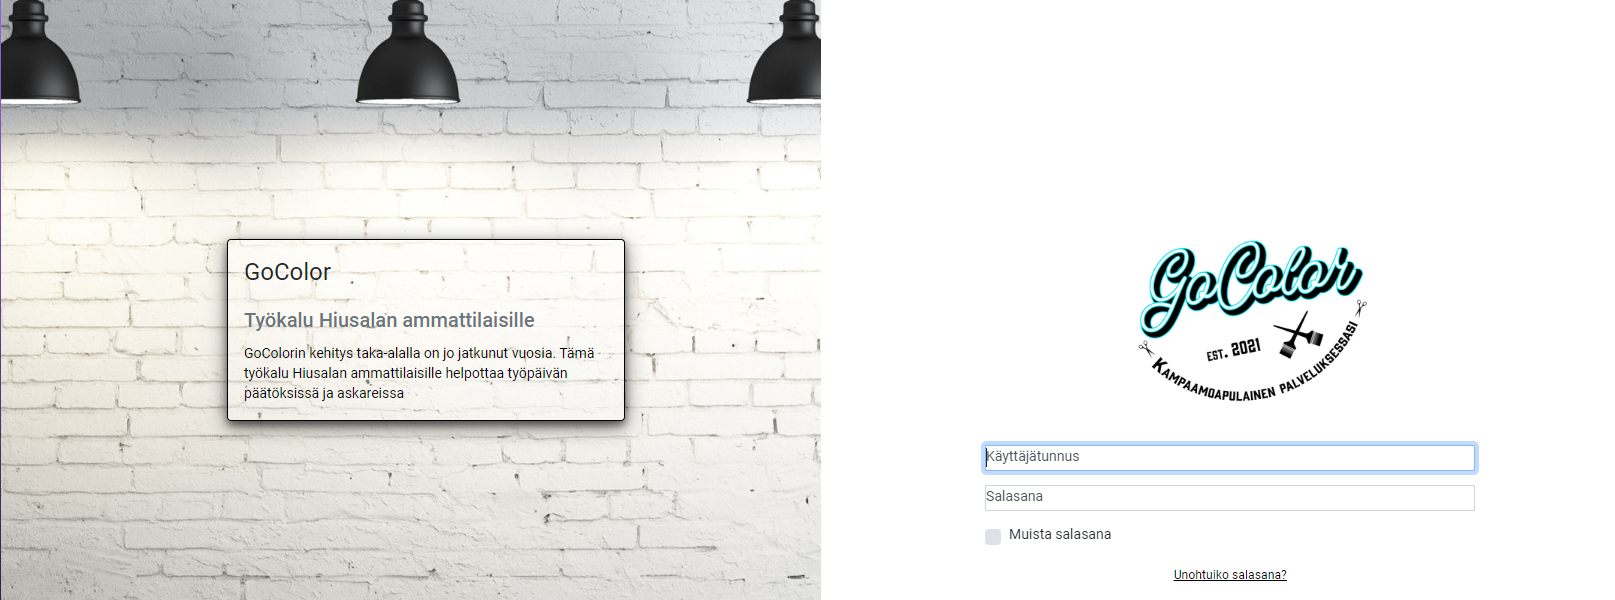 GoColor
Työkalu Hiusalan ammattilaisille
GoColorin kehitys taka-alalla on jo jatkunut vuosia. Tämä
työkalu Hiusalan ammattilaisille helpottaa työpäivän
päätöksissä ja askareissa
GoColor
EST. 2021
KAMPAAMOAPULAINEN PALVELUKSESSASI
Käyttäjätunnus
Salasana
Muista salasana
Unohtuiko salasana?